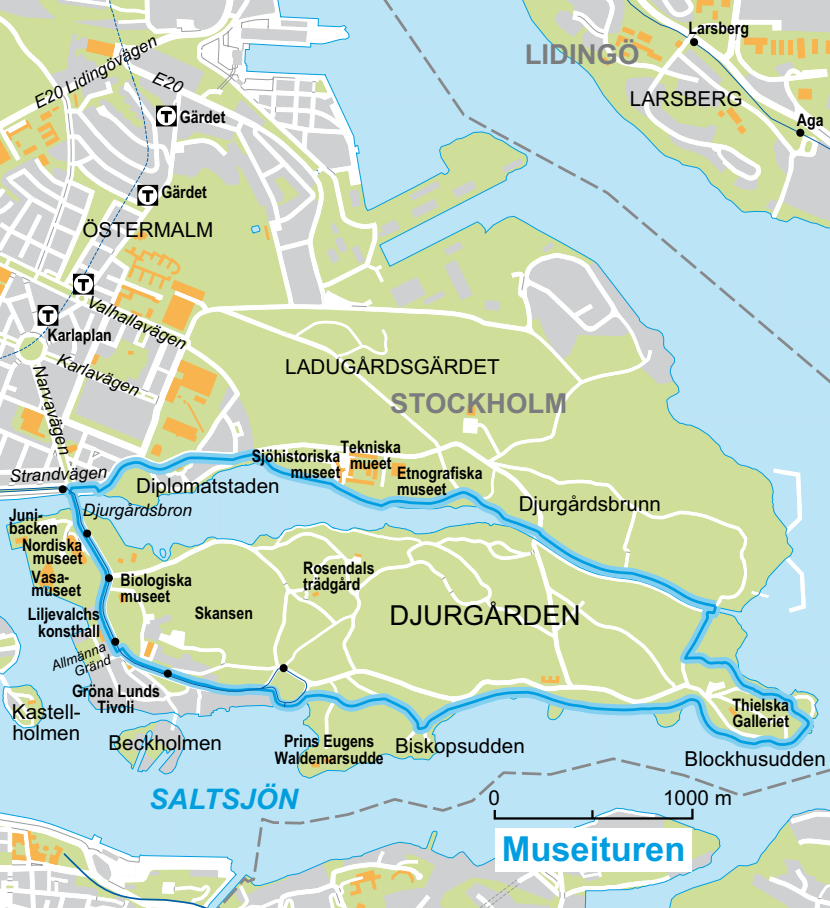 Larsberg
LIDINGÖ
LARSBERG
Aga
E20 Lidingövägen
E20
T
Gärdet
T
Gärdet
ÖSTERMALM
T
T
Valhallavägen
Karlaplan
Karlavägen
Narvavägen
LADUGÅRDSGÄRDET
STOCKHOLM
Sjöhistoriska
museet
Tekniska
mueet
Etnografiska
museet
Strandvägen
Diplomatstaden
Djurgårdsbron
Djurgårdsbrunn
Juni-
backen
Nordiska
museet
Vasa-
museet
Biologiska
museet
Rosendals
trädgård
Skansen
DJURGÅRDEN
Liljevalchs
konsthall
Allmänna
Gränd
Gröna Lunds
Tivoli
Kastell-
holmen
Beckholmen
Prins Eugens
Waldemarsudde
Biskopsudden
Thielska
Galleriet
Blockhusudden
SALTSJÖN
0 1000 m
Museituren